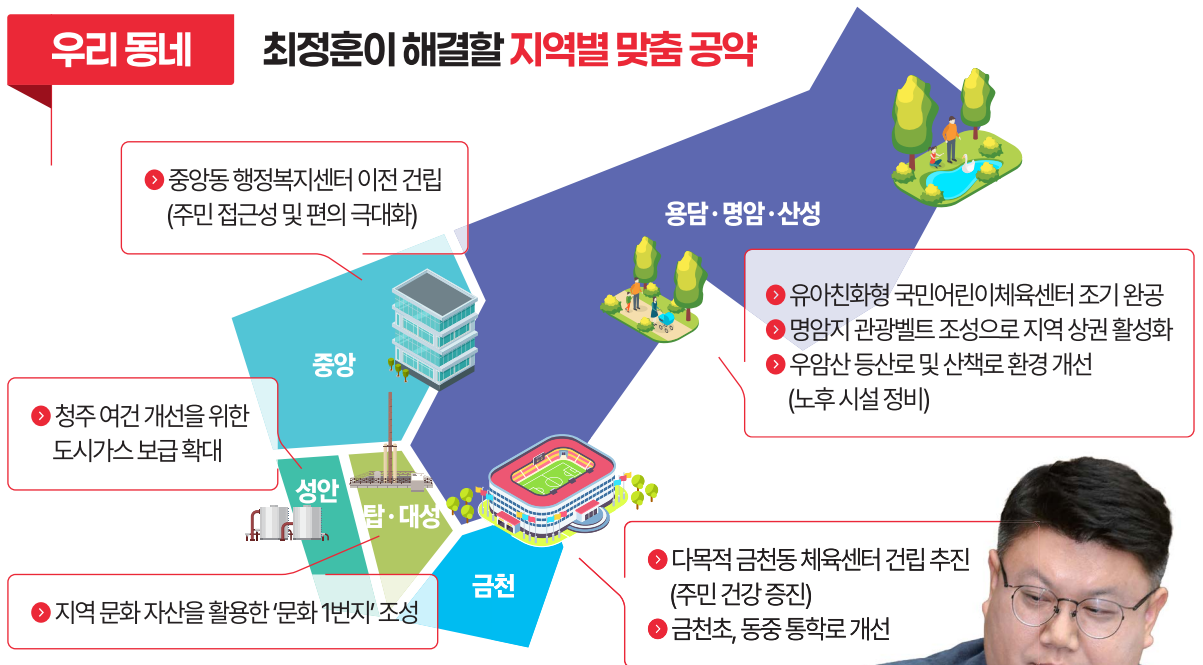 우리 동네
최정훈이 해결할 지역별 맞춤 공약
중앙동 행정복지센터 이전 건립
(주민 접근성 및 편의 극대화)
용담·명암·산성
유아친화형 국민어린이체육센터 조기 완공
명암지 관광벨트 조성으로 지역 상권 활성화
우암산 등산로 및 산책로 환경 개선
(노후 시설 정비)
중앙
청주 여건 개선을 위한
도시가스 보급 확대
성안
탑·대성
금천
다목적 금천동 체육센터 건립 추진
(주민 건강 증진)
금천초, 동중 통학로 개선
지역 문화 자산을 활용한 ‘문화 1번지’ 조성